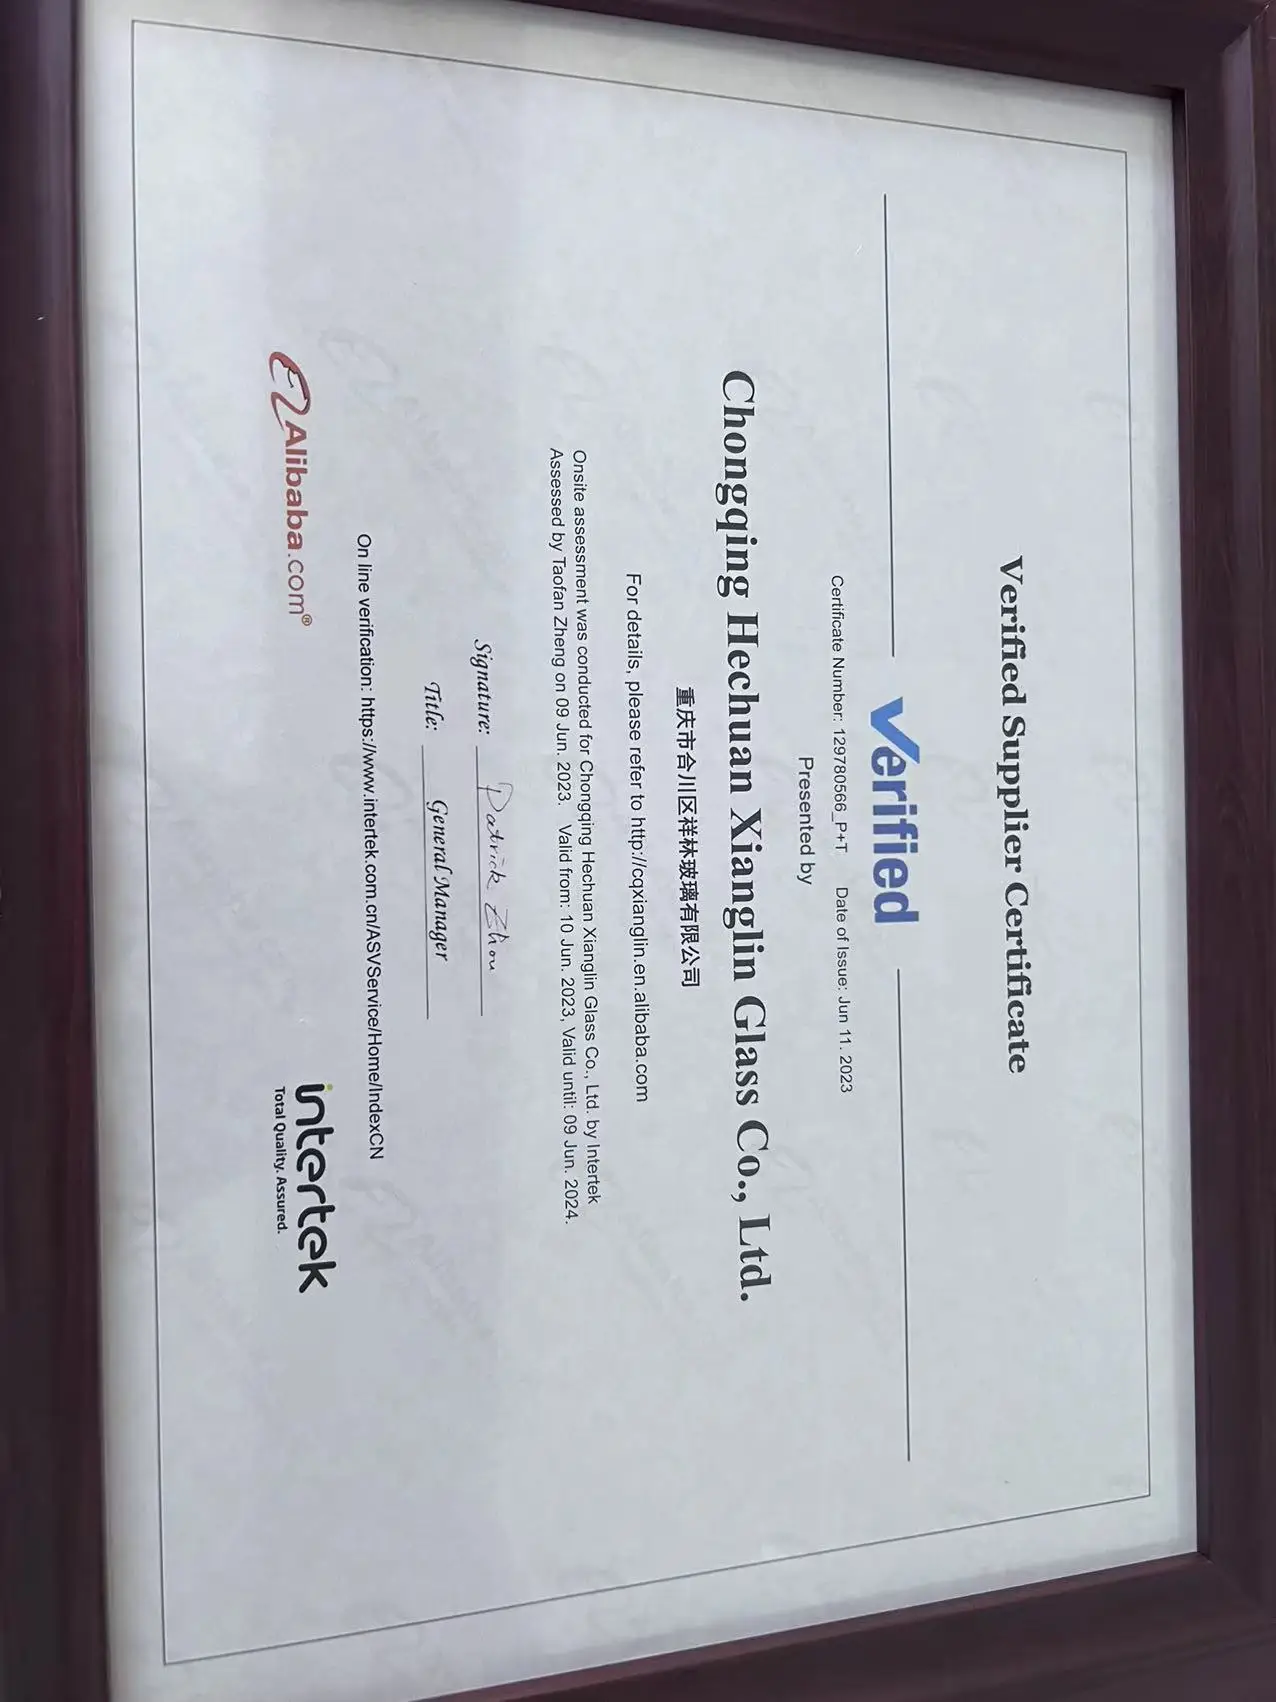 Verified Supplier Certificate
Verified
Certificate Number: 129780566_P+T Date of Issue: Jun 11. 2023
Presented by
Chongqing Hechuan Xianglin Glass Co., Ltd.
重庆市合川区祥林玻璃有限公司
For details, please refer to http://cqxianglin.en.alibaba.com
Onsite assessment was conducted for Chongqing Hechuan Xianglin Glass Co., Ltd. by Intertek
Assessed by Taofan Zheng on 09 Jun. 2023. Valid from: 10 Jun. 2023, Valid until: 09 Jun. 2024.
Signature: Patrick Zhou
Title: General Manager
On line verification: https://www.intertek.com.cn/ASVService/Home/IndexCN
Alibaba.com®
intertek
Total Quality. Assured.